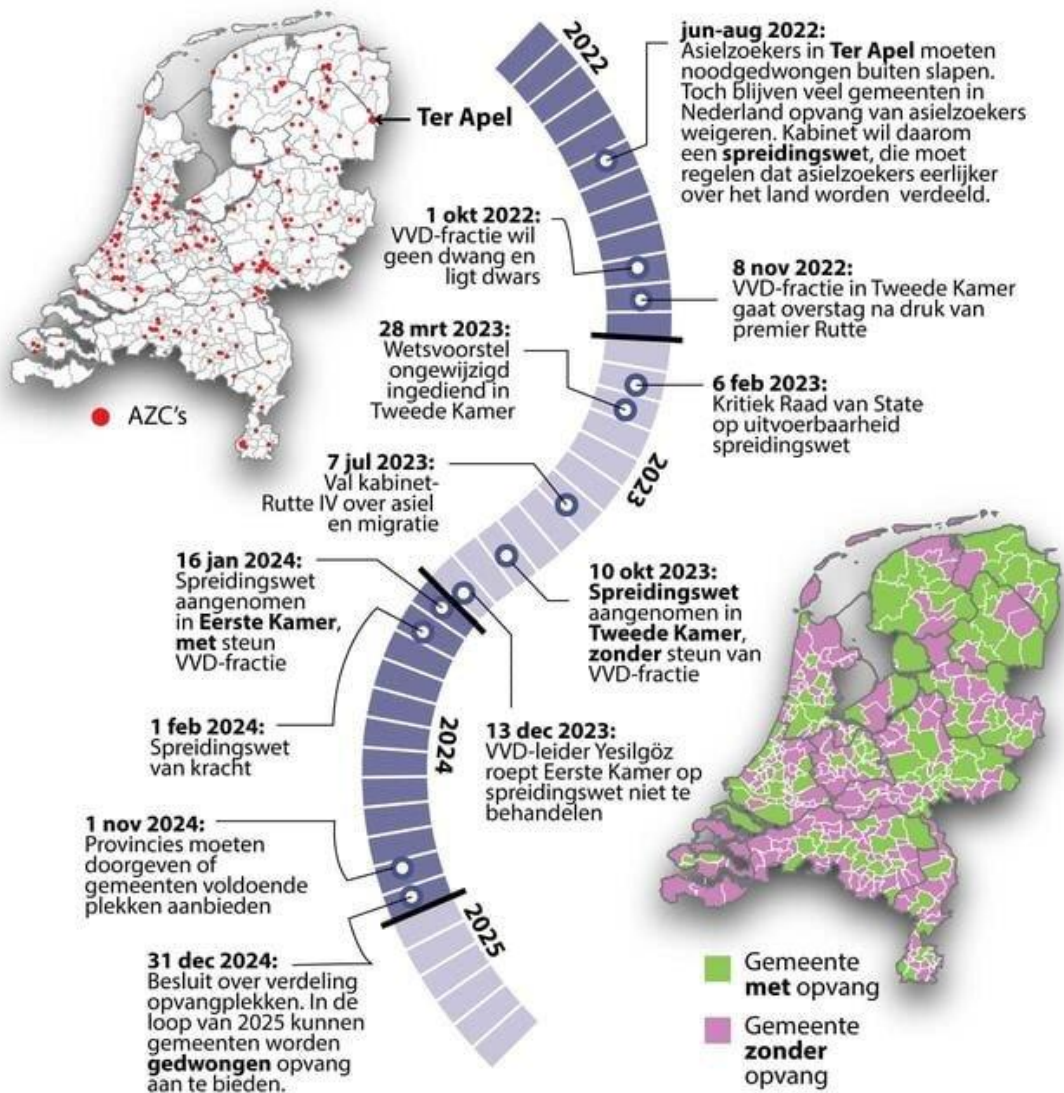 Ter Apel
AZC's
2022
jun-aug 2022:
Asielzoekers in Ter Apel moeten
noodgedwongen buiten slapen.
Toch blijven veel gemeenten in
Nederland opvang van asielzoekers
weigeren. Kabinet wil daarom
een spreidingswet, die moet
regelen dat asielzoekers eerlijker
over het land worden verdeeld.
1 okt 2022:
VVD-fractie wil
geen dwang en
ligt dwars
8 nov 2022:
VVD-fractie in Tweede Kamer
gaat overstag na druk van
premier Rutte
2023
6 feb 2023:
Kritiek Raad van State
op uitvoerbaarheid
spreidingswet
28 mrt 2023:
Wetsvoorstel
ongewijzigd
ingediend in
Tweede Kamer
7 jul 2023:
Val kabinet-
Rutte IV over asiel
en migratie
10 okt 2023:
Spreidingswet
aangenomen in
Tweede Kamer,
zonder steun van
VVD-fractie
13 dec 2023:
VVD-leider Yesilgöz
roept Eerste Kamer op
spreidingswet niet te
behandelen
2024
16 jan 2024:
Spreidingswet
aangenomen
in Eerste Kamer,
met steun
VVD-fractie
1 feb 2024:
Spreidingswet
van kracht
1 nov 2024:
Provincies moeten
doorgeven of
gemeenten voldoende
plekken aanbieden
31 dec 2024:
Besluit over verdeling
opvangplekken. In de
loop van 2025 kunnen
gemeenten worden
gedwongen opvang
aan te bieden.
2025
Gemeente
met opvang
Gemeente
zonder
opvang